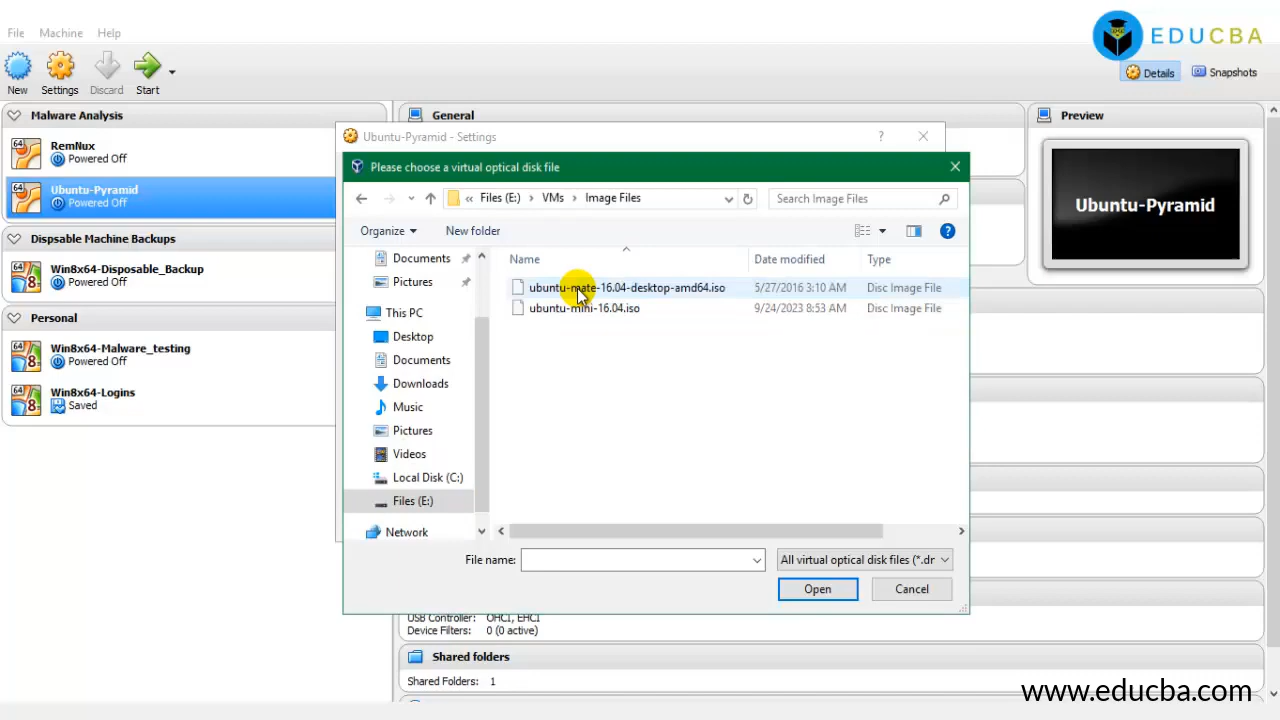 File Machine Help
EDUCBA
New Settings Discard Start
Details Snapshots
Malware Analysis
RemNux
Powered Off
Ubuntu-Pyramid
Powered Off
Dispsable Machine Backups
Win8x64-Disposable_Backup
Powered Off
Personal
Win8x64-Malware_testing
Powered Off
Win8x64-Logins
Saved
General
Preview
Ubuntu-Pyramid
Ubuntu-Pyramid - Settings
Please choose a virtual optical disk file
« Files (E:) › VMs › Image Files
Search Image Files
Organize New folder
Documents
Pictures
This PC
Desktop
Documents
Downloads
Music
Pictures
Videos
Local Disk (C:)
Files (E:)
Network
Name Date modified Type
ubuntu-mate-16.04-desktop-amd64.iso 5/27/2016 3:10 AM Disc Image File
ubuntu-mini-16.04.iso 9/24/2023 8:53 AM Disc Image File
File name: All virtual optical disk files (*.dr
Open Cancel
USB Controller: OHCI, EHCI
Device Filters: 0 (0 active)
Shared folders
Shared Folders: 1
www.educba.com